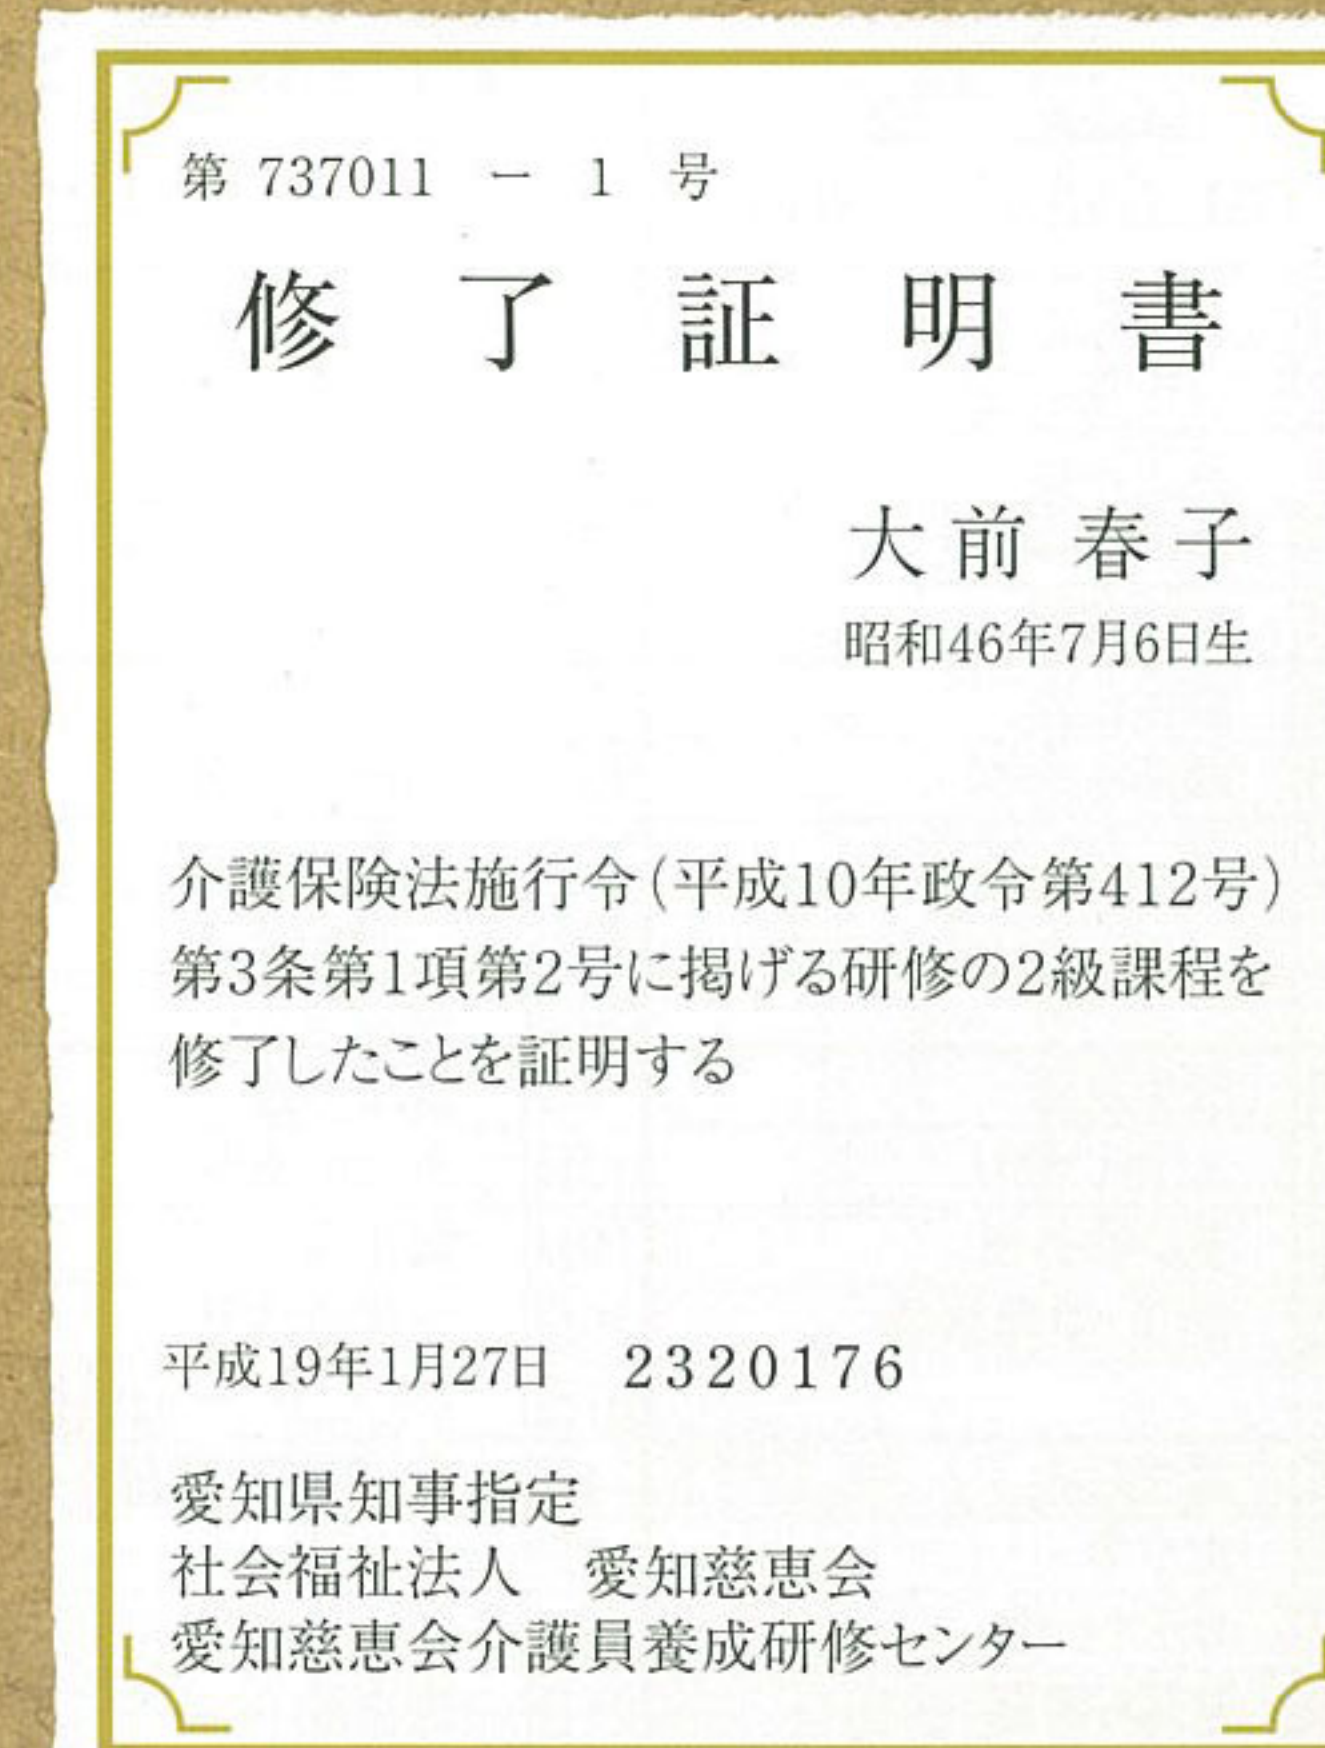 第 737011 － 1 号
修了証明書
大前 春子
昭和46年7月6日生
介護保険法施行令(平成10年政令第412号)
第3条第1項第2号に掲げる研修の2級課程を
修了したことを証明する
平成19年1月27日 2320176
愛知県知事指定
社会福祉法人 愛知慈恵会
愛知慈恵会介護員養成研修センター